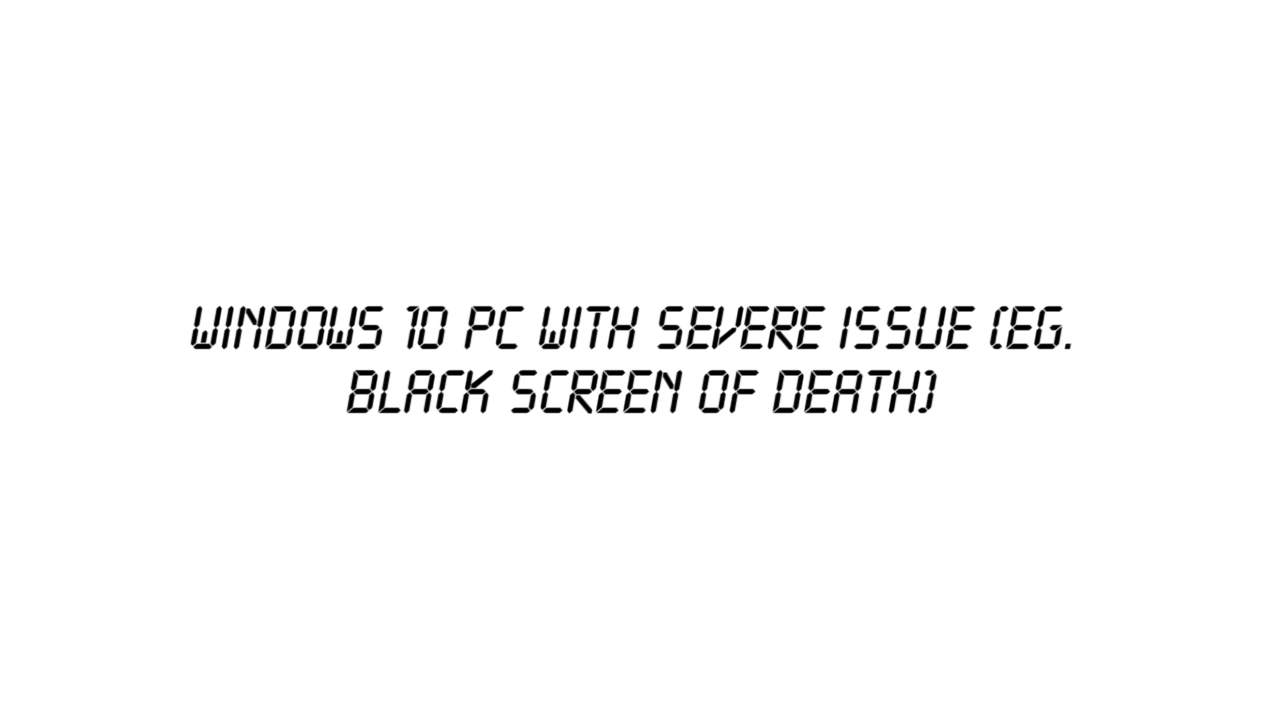 WINDOWS 10 PC WITH SEVERE ISSUE (EG.
BLACK SCREEN OF DEATH)